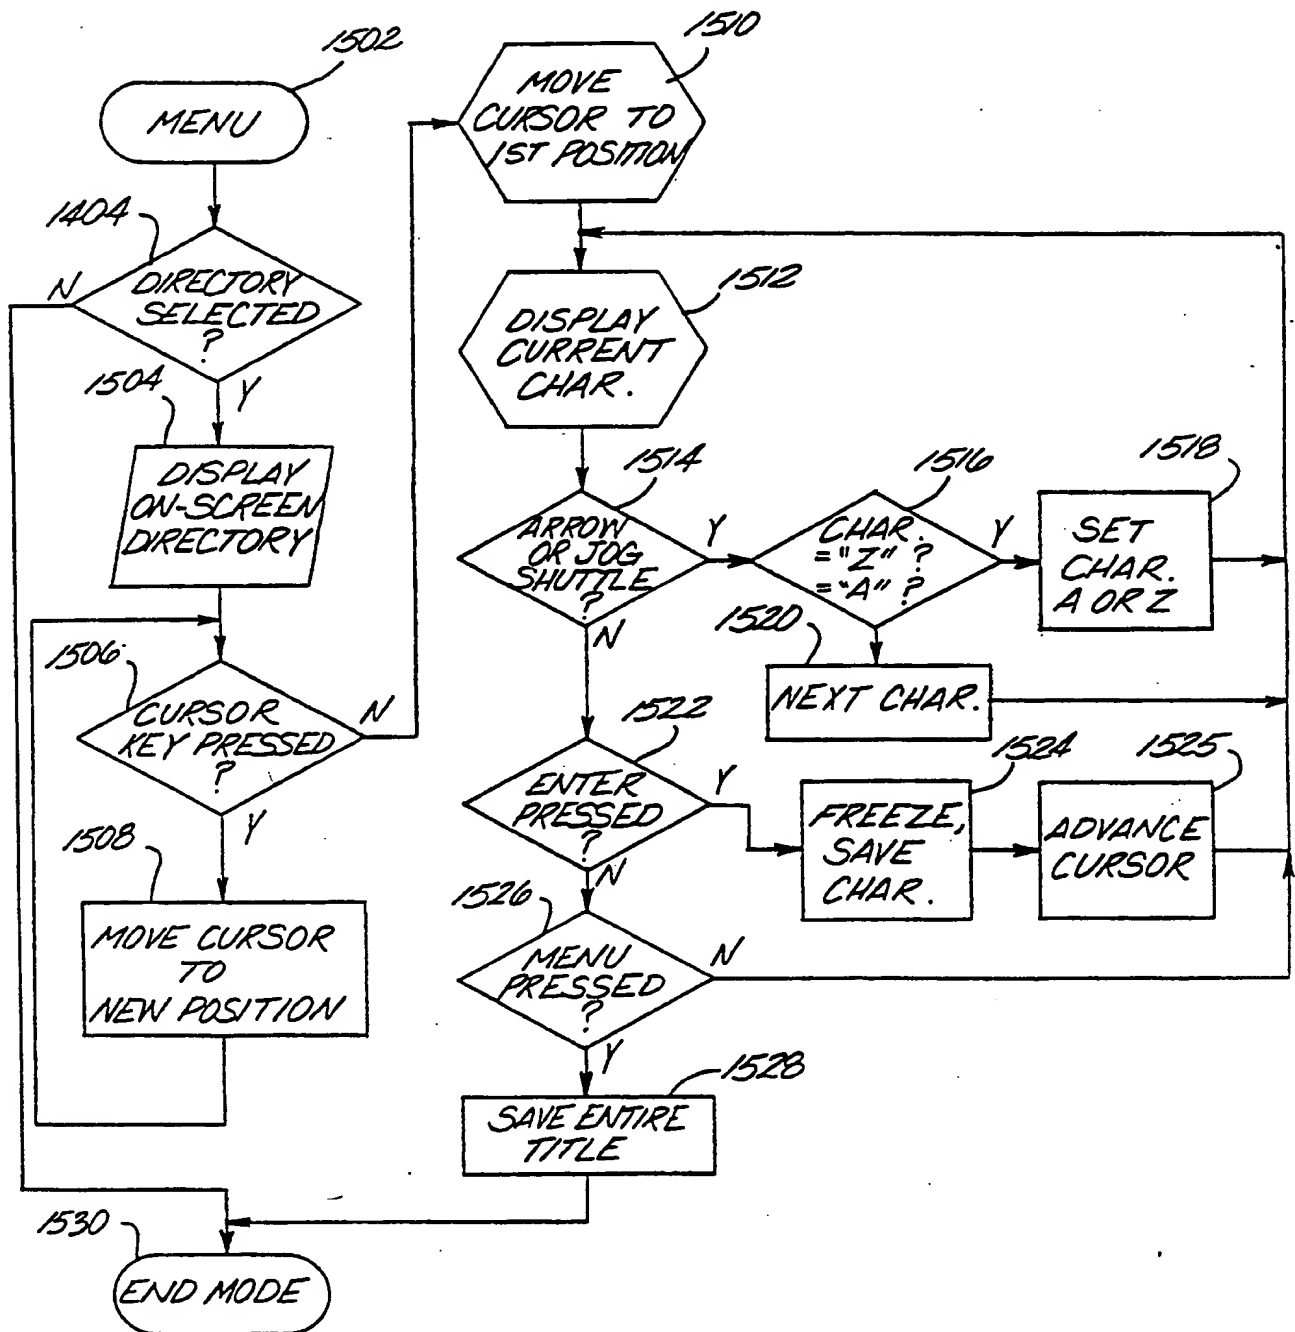 1502
MENU
1404
DIRECTORY
SELECTED
?
N
Y
1504
DISPLAY
ON-SCREEN
DIRECTORY
1506
CURSOR
KEY PRESSED
?
N
Y
1508
MOVE CURSOR
TO
NEW POSITION
1510
MOVE
CURSOR TO
1ST POSITION
1512
DISPLAY
CURRENT
CHAR.
1514
ARROW
OR JOG
SHUTTLE
?
Y
N
1516
CHAR.
="Z" ?
="A" ?
Y
1518
SET
CHAR.
A OR Z
1520
NEXT CHAR.
1522
ENTER
PRESSED
?
Y
N
1524
FREEZE,
SAVE
CHAR.
1525
ADVANCE
CURSOR
1526
MENU
PRESSED
?
N
Y
1528
SAVE ENTIRE
TITLE
1530
END MODE